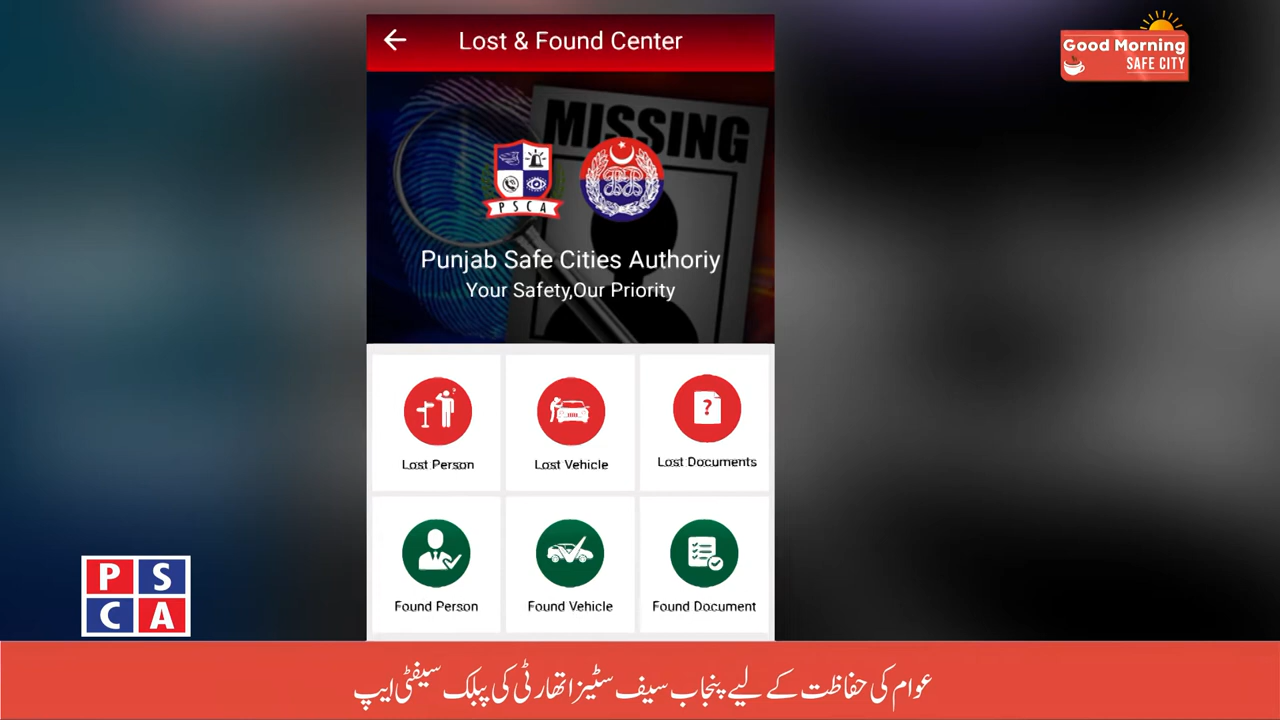 Lost & Found Center
Good Morning
SAFE CITY
MISSING
P S C A
Punjab Safe Cities Authoriy
Your Safety,Our Priority
Lost Person
Lost Vehicle
Lost Documents
Found Person
Found Vehicle
Found Document
P S
C A
عوام کی حفاظت کے لیے پنجاب سیف سٹیز اتھارٹی کی پبلک سیفٹی ایپ